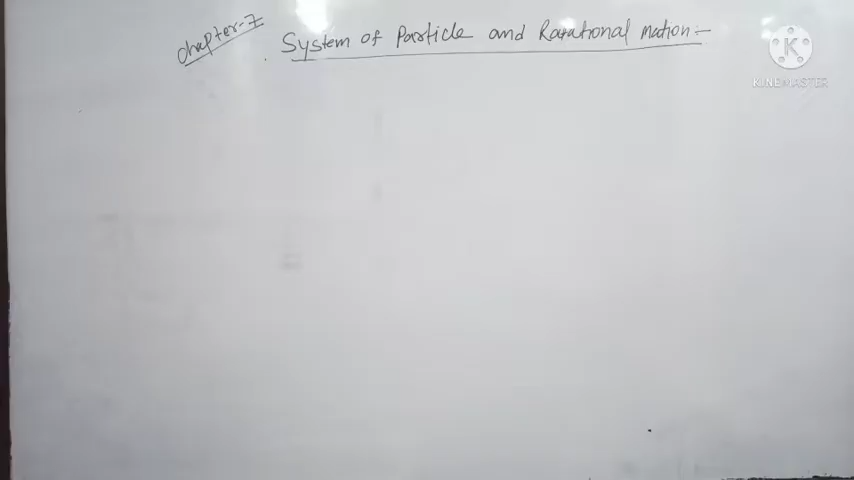 Chapter-7
System of Particle and Rotational motion:-
K
KINEMASTER